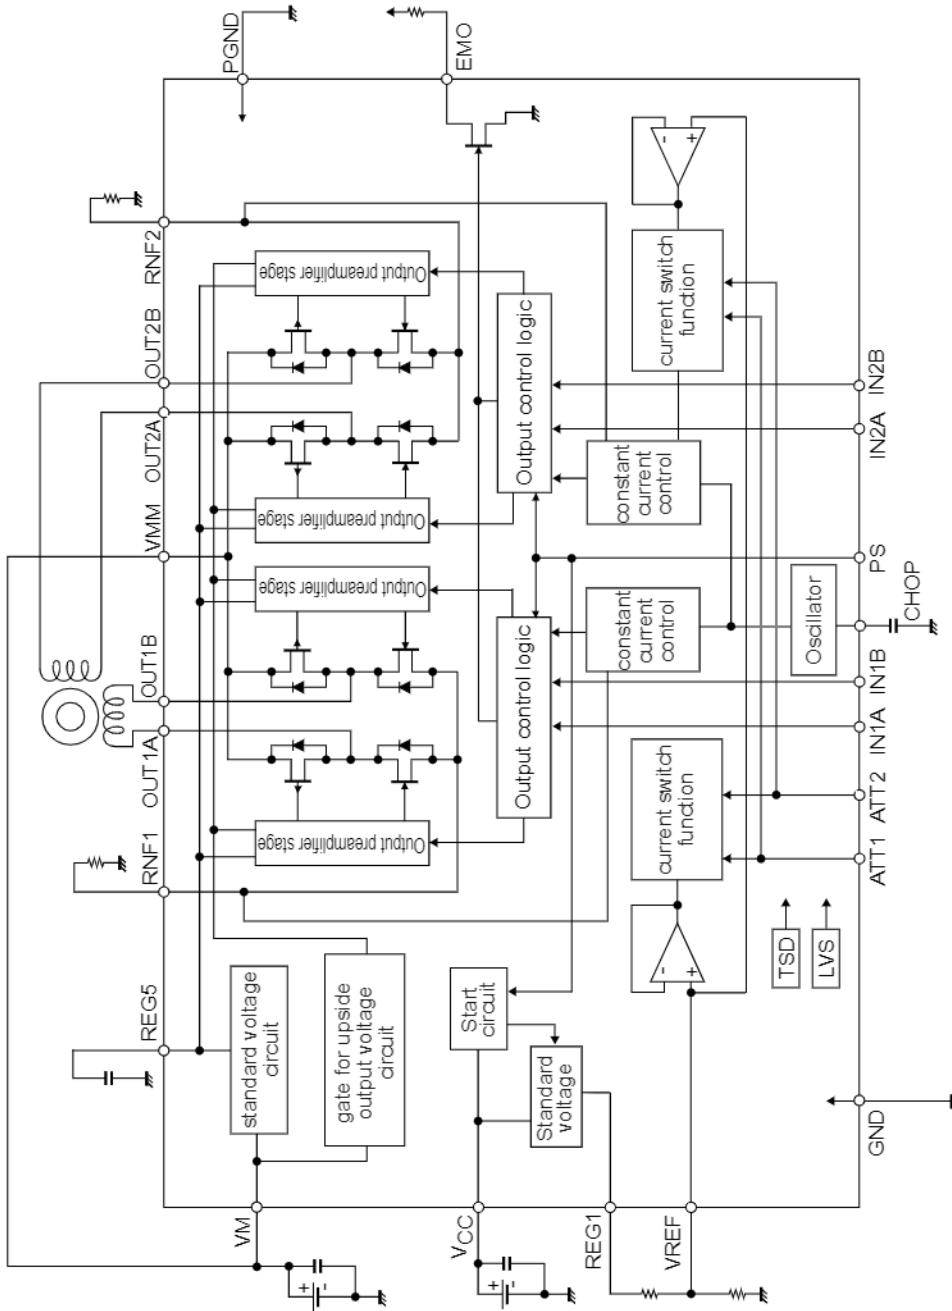 PGND
EMO
RNF2
OUT2B
OUT2A
VMM
OUT1B
OUT1A
RNF1
REG5
Output preamplifier
stage
Output preamplifier
stage
Output preamplifier
stage
Output preamplifier
stage
Output control logic
Output control logic
-
+
current switch
function
constant
current
control
constant
current
control
Oscillator
current switch
function
-
+
TSD
LVS
standard voltage
circuit
gate for upside
output voltage
circuit
Start
circuit
Standard
voltage
IN2B
IN2A
PS
CHOP
IN1B
IN1A
ATT2
ATT1
GND
VM
VCC
REG1
VREF
+
-
+
-